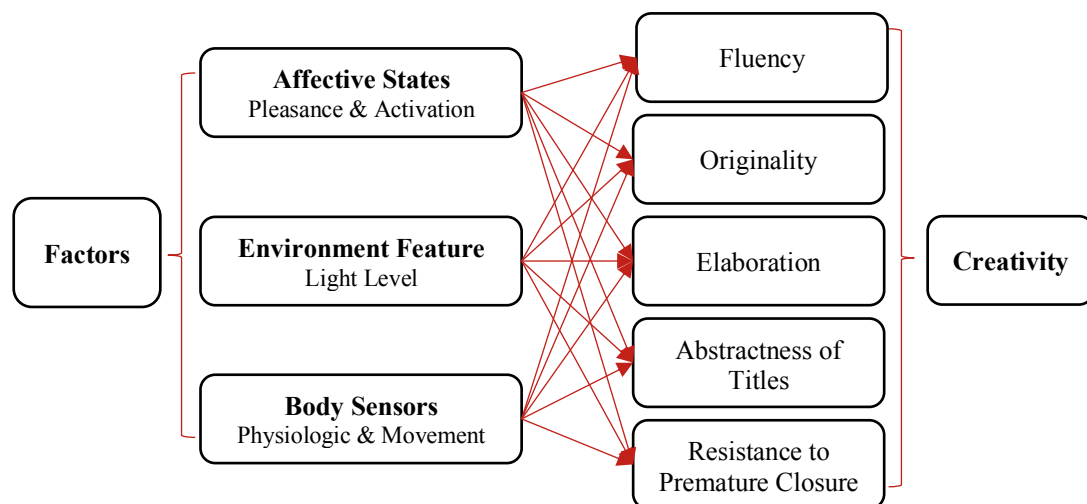 Factors
Affective States
Pleasance & Activation
Environment Feature
Light Level
Body Sensors
Physiologic & Movement
Fluency
Originality
Elaboration
Abstractness of
Titles
Resistance to
Premature Closure
Creativity